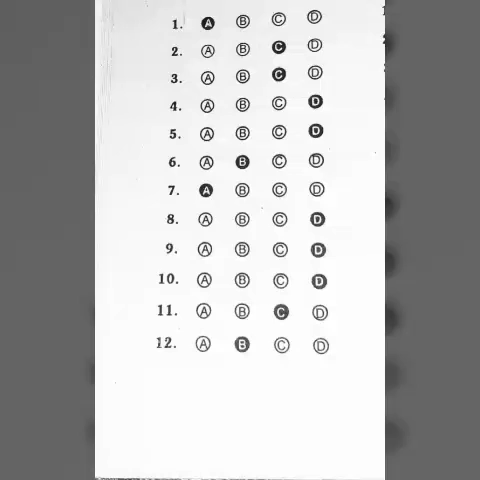 1. A B C D
2. A B C D
3. A B C D
4. A B C D
5. A B C D
6. A B C D
7. A B C D
8. A B C D
9. A B C D
10. A B C D
11. A B C D
12. A B C D